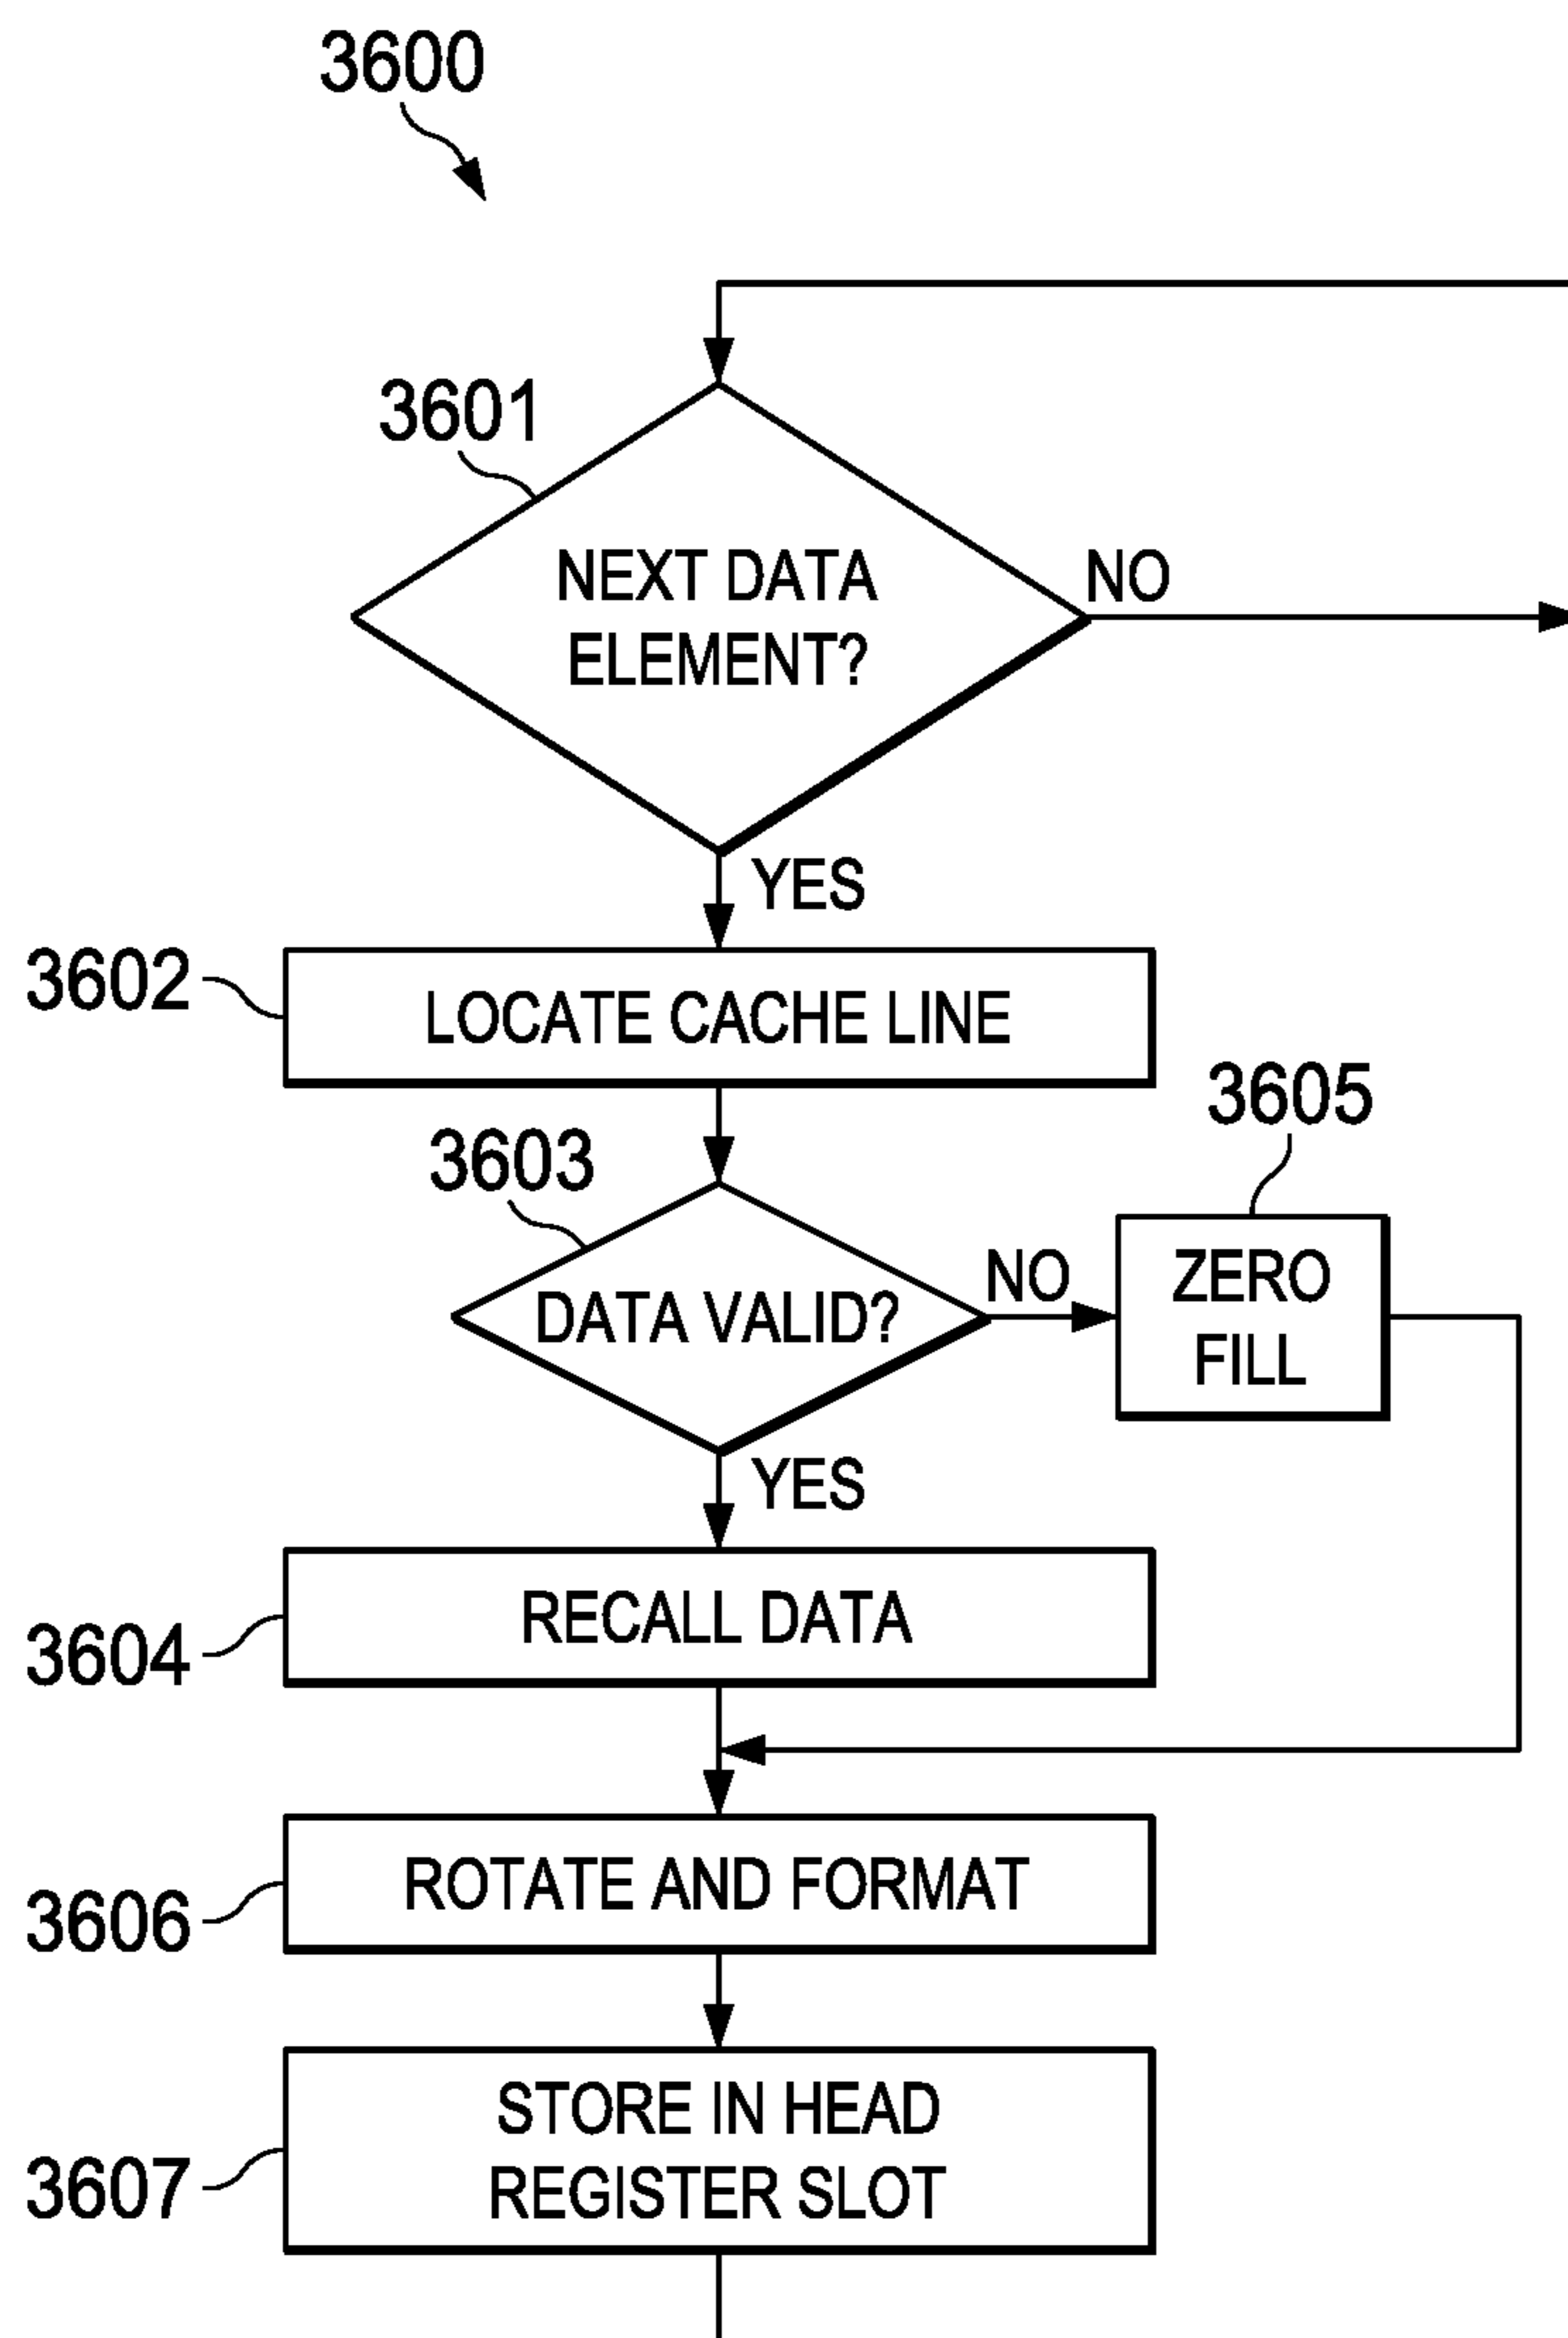 3600
3601
NEXT DATA
ELEMENT?
NO
YES
3602
LOCATE CACHE LINE
3605
3603
DATA VALID?
NO
ZERO
FILL
YES
RECALL DATA
3604
ROTATE AND FORMAT
3606
STORE IN HEAD
REGISTER SLOT
3607